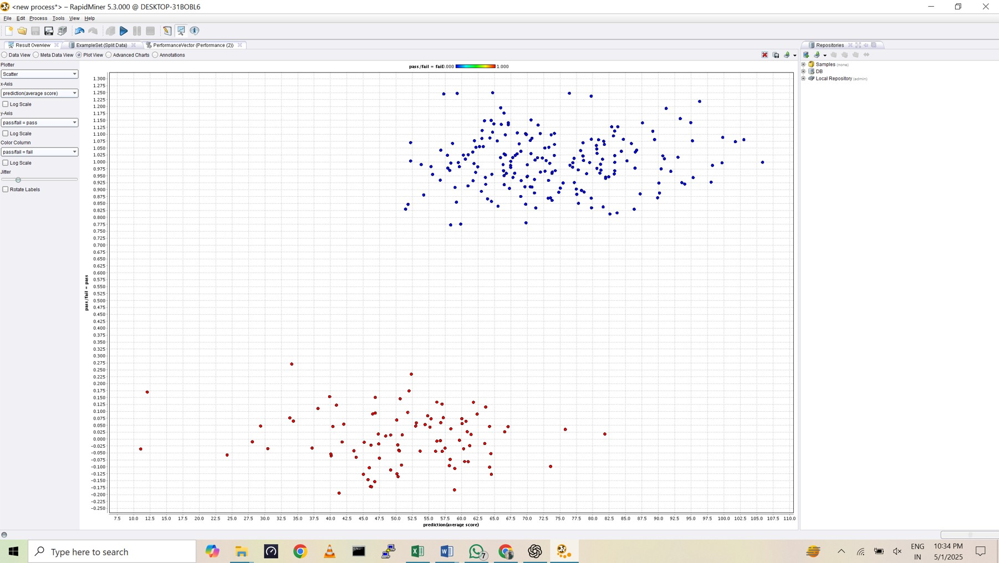 <new process*> – RapidMiner 5.3.000 @ DESKTOP-31BOBL6
File Edit Process Tools View Help
Result Overview ExampleSet (Split Data) PerformanceVector (Performance (2)) Repositories
Data View Meta Data View Plot View Advanced Charts Annotations
Plotter
Scatter
x-Axis
prediction(average score)
Log Scale
y-Axis
pass/fail = pass
Log Scale
Color Column
pass/fail = fail
Log Scale
Jitter
Rotate Labels
pass/fail = fail 0.000 1.000
1.300
1.275
1.250
1.225
1.200
1.175
1.150
1.125
1.100
1.075
1.050
1.025
1.000
0.975
0.950
0.925
0.900
0.875
0.850
0.825
0.800
0.775
0.750
0.725
0.700
0.675
0.650
0.625
0.600
0.575
0.550
0.525
0.500
0.475
0.450
0.425
0.400
0.375
0.350
0.325
0.300
0.275
0.250
0.225
0.200
0.175
0.150
0.125
0.100
0.075
0.050
0.025
0.000
-0.025
-0.050
-0.075
-0.100
-0.125
-0.150
-0.175
-0.200
-0.225
-0.250
pass/fail = pass
7.5 10.0 12.5 15.0 17.5 20.0 22.5 25.0 27.5 30.0 32.5 35.0 37.5 40.0 42.5 45.0 47.5 50.0 52.5 55.0 57.5 60.0 62.5 65.0 67.5 70.0 72.5 75.0 77.5 80.0 82.5 85.0 87.5 90.0 92.5 95.0 97.5 100.0 102.5 105.0 107.5 110.0
prediction(average score)
Samples (none)
DB
Local Repository (admin)
Type here to search
7
ENG
IN
10:34 PM
5/1/2025